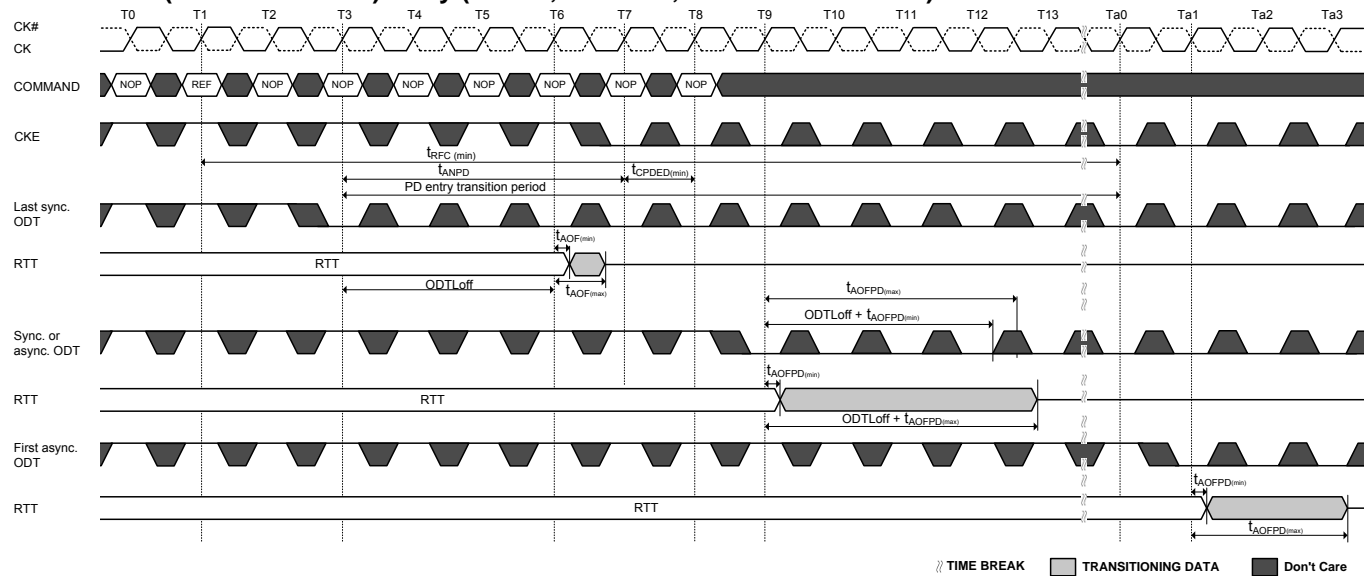 T0 T1 T2 T3 T4 T5 T6 T7 T8 T9 T10 T11 T12 T13 Ta0 Ta1 Ta2 Ta3
CK#
CK
COMMAND NOP REF NOP NOP NOP NOP NOP NOP NOP
CKE
tRFC (min)
tANPD tCPDED(min)
PD entry transition period
Last sync.
ODT
tAOF(min)
RTT RTT
ODTLoff tAOF(max)
tAOFPD(max)
ODTLoff + tAOFPD(min)
Sync. or
async. ODT
tAOFPD(min)
RTT RTT
ODTLoff + tAOFPD(max)
First async.
ODT
tAOFPD(min)
RTT RTT
tAOFPD(max)
TIME BREAK TRANSITIONING DATA Don't Care